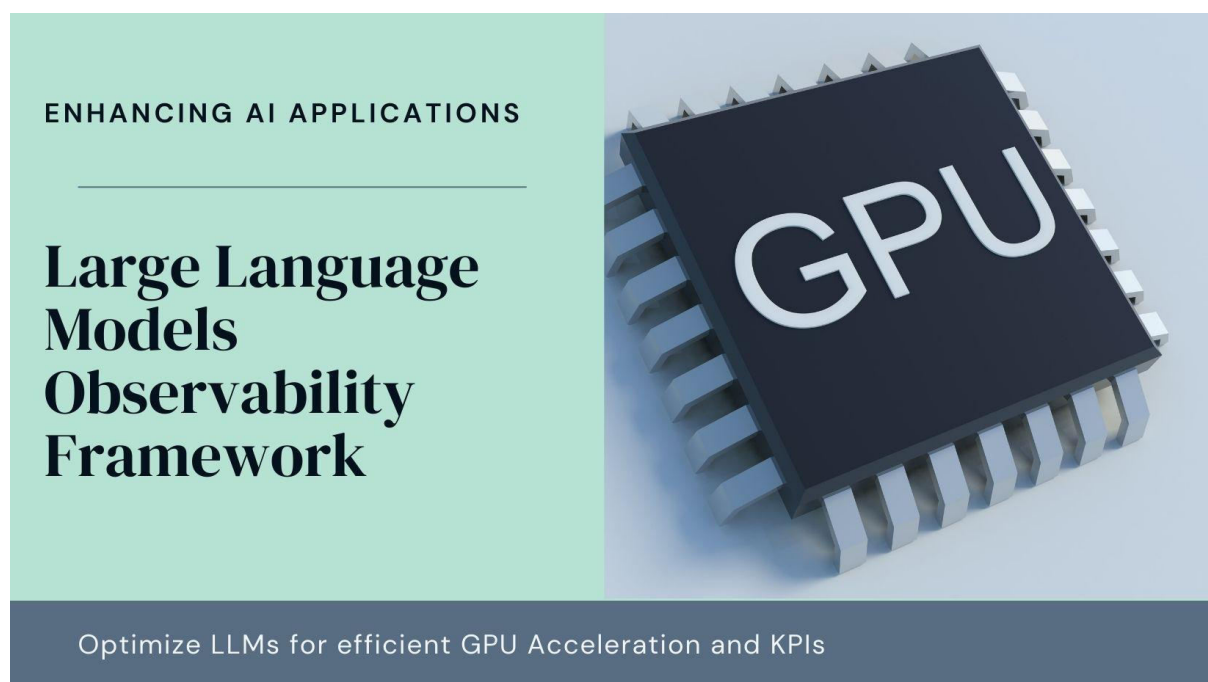 ENHANCING AI APPLICATIONS
Large Language
Models
Observability
Framework
GPU
Optimize LLMs for efficient GPU Acceleration and KPIs